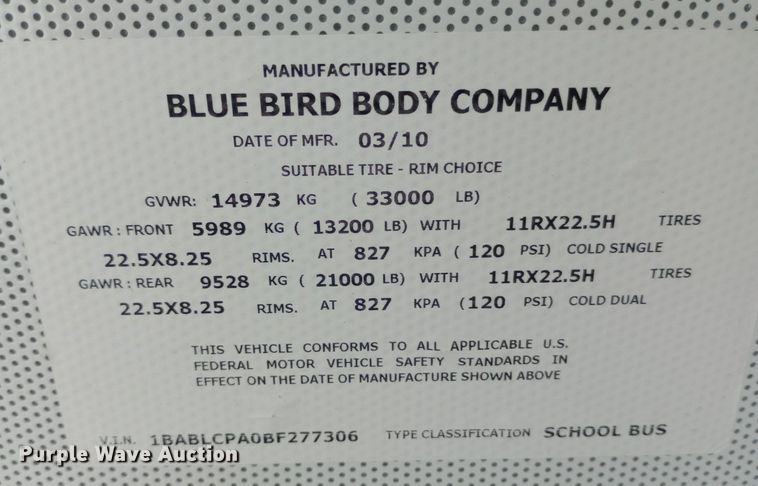 MANUFACTURED BY
BLUE BIRD BODY COMPANY
DATE OF MFR. 03/10
SUITABLE TIRE - RIM CHOICE
GVWR: 14973 KG ( 33000 LB)
GAWR : FRONT 5989 KG ( 13200 LB) WITH 11RX22.5H TIRES
22.5X8.25 RIMS. AT 827 KPA ( 120 PSI) COLD SINGLE
GAWR : REAR 9528 KG ( 21000 LB) WITH 11RX22.5H TIRES
22.5X8.25 RIMS. AT 827 KPA (120 PSI) COLD DUAL
THIS VEHICLE CONFORMS TO ALL APPLICABLE U.S.
FEDERAL MOTOR VEHICLE SAFETY STANDARDS IN
EFFECT ON THE DATE OF MANUFACTURE SHOWN ABOVE
V.I.N. 1BABLCPA0BF277306 TYPE CLASSIFICATION SCHOOL BUS
Purple Wave Auction